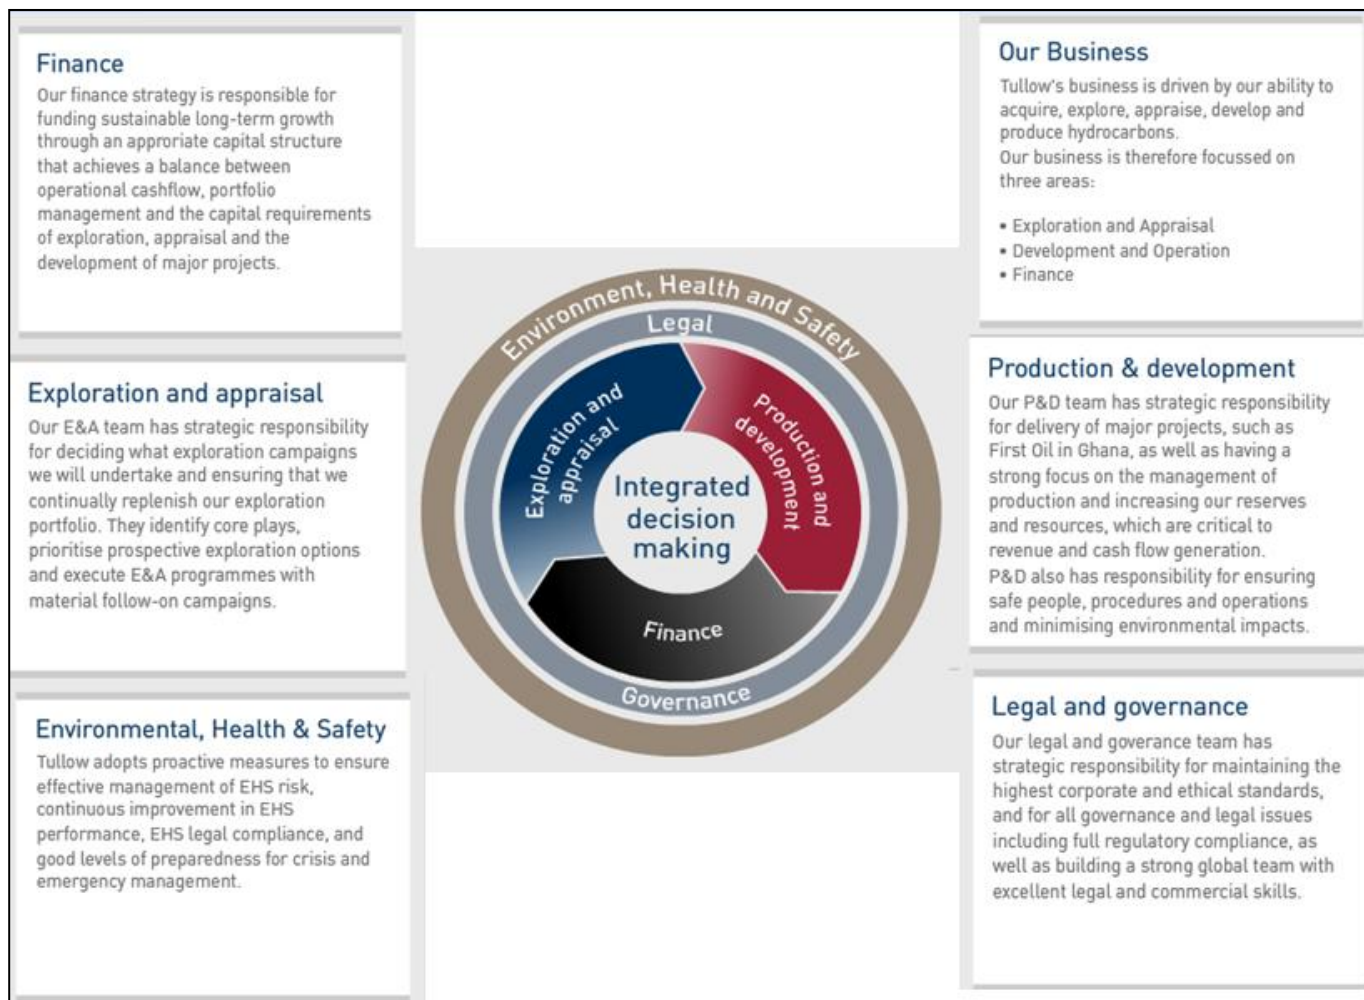 Finance
Our finance strategy is responsible for
funding sustainable long-term growth
through an approriate capital structure
that achieves a balance between
operational cashflow, portfolio
management and the capital requirements
of exploration, appraisal and the
development of major projects.
Exploration and appraisal
Our E&A team has strategic responsibility
for deciding what exploration campaigns
we will undertake and ensuring that we
continually replenish our exploration
portfolio. They identify core plays,
prioritise prospective exploration options
and execute E&A programmes with
material follow-on campaigns.
Environmental, Health & Safety
Tullow adopts proactive measures to ensure
effective management of EHS risk,
continuous improvement in EHS
performance, EHS legal compliance, and
good levels of preparedness for crisis and
emergency management.
Environment, Health and Safety
Legal
Exploration and
appraisal
Production and
development
Integrated
decision
making
Finance
Governance
Our Business
Tullow's business is driven by our ability to
acquire, explore, appraise, develop and
produce hydrocarbons.
Our business is therefore focussed on
three areas:
• Exploration and Appraisal
• Development and Operation
• Finance
Production & development
Our P&D team has strategic responsibility
for delivery of major projects, such as
First Oil in Ghana, as well as having a
strong focus on the management of
production and increasing our reserves
and resources, which are critical to
revenue and cash flow generation.
P&D also has responsibility for ensuring
safe people, procedures and operations
and minimising environmental impacts.
Legal and governance
Our legal and goverance team has
strategic responsibility for maintaining the
highest corporate and ethical standards,
and for all governance and legal issues
including full regulatory compliance, as
well as building a strong global team with
excellent legal and commercial skills.